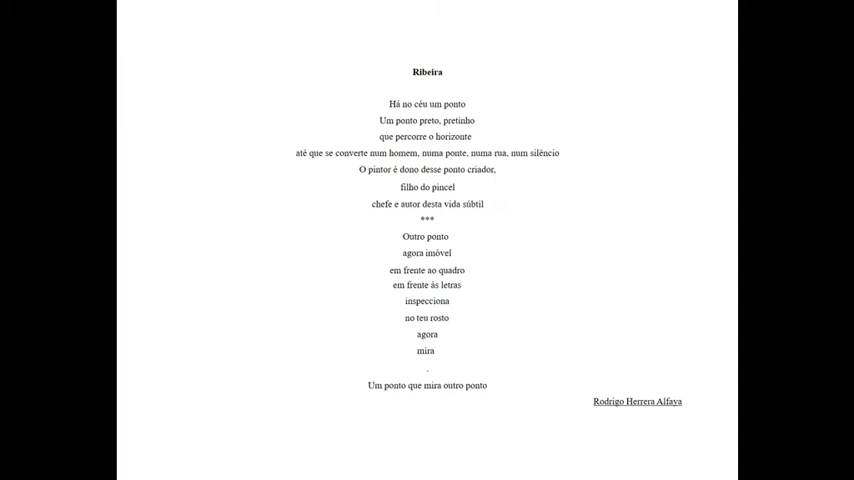 Ribeira
Há no céu um ponto
Um ponto preto, pretinho
que percorre o horizonte
até que se converte num homem, numa ponte, numa rua, num silêncio
O pintor é dono desse ponto criador,
filho do pincel
chefe e autor desta vida súbtil
***
Outro ponto
agora imóvel
em frente ao quadro
em frente às letras
inspecciona
no teu rosto
agora
mira
.
Um ponto que mira outro ponto
Rodrigo Herrera Alfaya